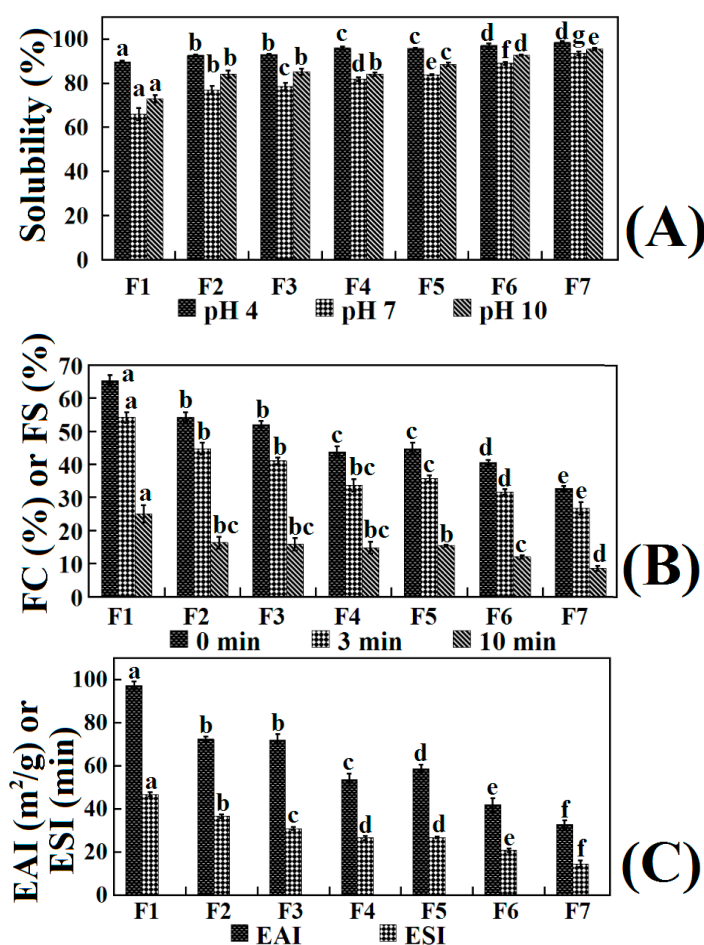 Solubility (%)
100
80
60
40
20
0
a a a
b b b
b c b
c d b
c e c
d f d
d g e
F1 F2 F3 F4 F5 F6 F7
pH 4 pH 7 pH 10
(A)
FC (%) or FS (%)
70
60
50
40
30
20
10
0
a a a
b b bc
b b bc
c bc bc
c c b
d d c
e e d
F1 F2 F3 F4 F5 F6 F7
0 min 3 min 10 min
(B)
EAI (m²/g) or
ESI (min)
100
80
60
40
20
0
a a
b b
b c
c d
d d
e e
f f
F1 F2 F3 F4 F5 F6 F7
EAI ESI
(C)